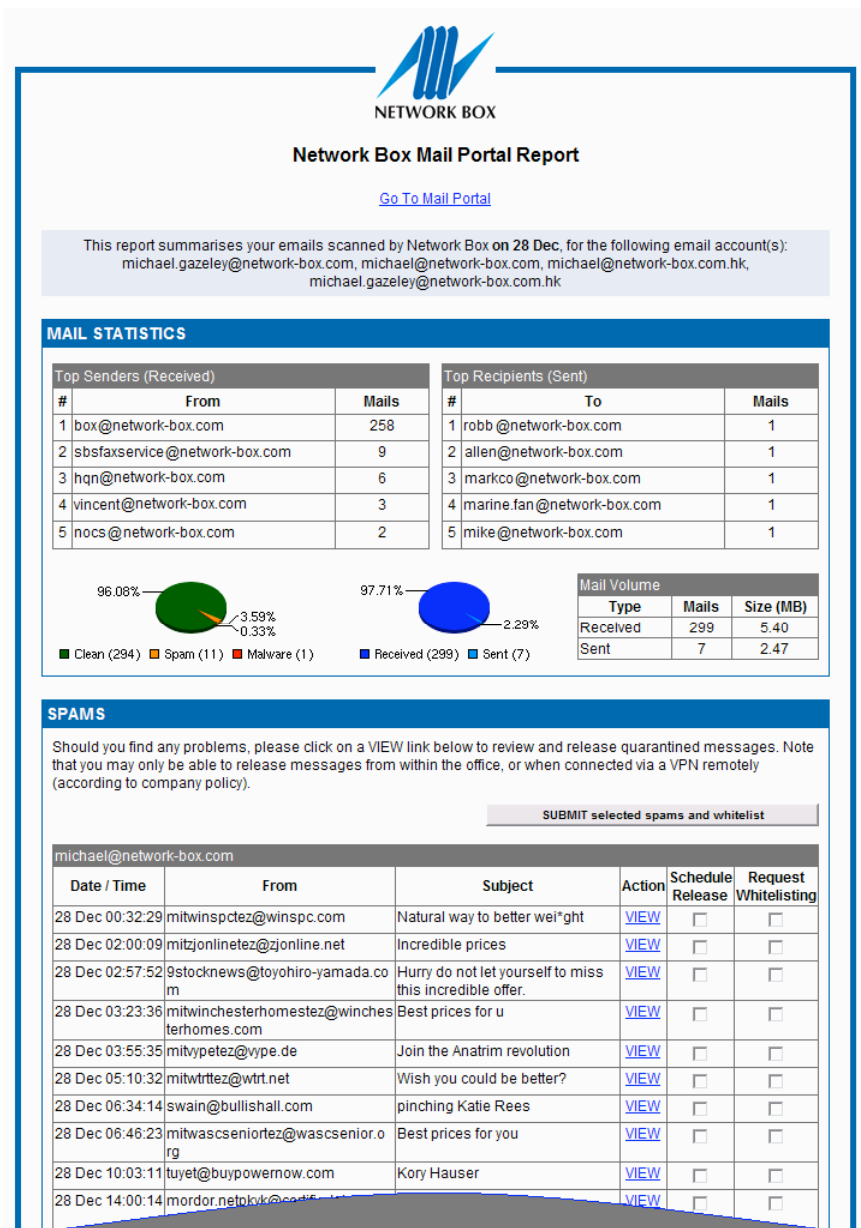 NETWORK BOX
Network Box Mail Portal Report
Go To Mail Portal
This report summarises your emails scanned by Network Box on 28 Dec, for the following email account(s):
michael.gazeley@network-box.com, michael@network-box.com, michael@network-box.com.hk,
michael.gazeley@network-box.com.hk
MAIL STATISTICS
Top Senders (Received)
# From Mails
1 box@network-box.com 258
2 sbsfaxservice@network-box.com 9
3 hqn@network-box.com 6
4 vincent@network-box.com 3
5 nocs@network-box.com 2
Top Recipients (Sent)
# To Mails
1 robb@network-box.com 1
2 allen@network-box.com 1
3 markco@network-box.com 1
4 marine.fan@network-box.com 1
5 mike@network-box.com 1
96.08%
3.59%
0.33%
Clean (294) Spam (11) Malware (1)
97.71%
2.29%
Received (299) Sent (7)
Mail Volume
Type Mails Size (MB)
Received 299 5.40
Sent 7 2.47
SPAMS
Should you find any problems, please click on a VIEW link below to review and release quarantined messages. Note
that you may only be able to release messages from within the office, or when connected via a VPN remotely
(according to company policy).
SUBMIT selected spams and whitelist
michael@network-box.com
Date / Time From Subject Action Schedule Release Request Whitelisting
28 Dec 00:32:29 mitwinspctez@winspc.com Natural way to better wei*ght VIEW
28 Dec 02:00:09 mitzjonlinetez@zjonline.net Incredible prices VIEW
28 Dec 02:57:52 9stocknews@toyohiro-yamada.co Hurry do not let yourself to miss VIEW
m this incredible offer.
28 Dec 03:23:36 mitwinchesterhomestez@winches Best prices for u VIEW
terhomes.com
28 Dec 03:55:35 mitvypetez@vype.de Join the Anatrim revolution VIEW
28 Dec 05:10:32 mitwtrttez@wtrt.net Wish you could be better? VIEW
28 Dec 06:34:14 swain@bullishall.com pinching Katie Rees VIEW
28 Dec 06:46:23 mitwascseniortez@wascsenior.o Best prices for you VIEW
rg
28 Dec 10:03:11 tuyet@buypowernow.com Kory Hauser VIEW
28 Dec 14:00:14 VIEW